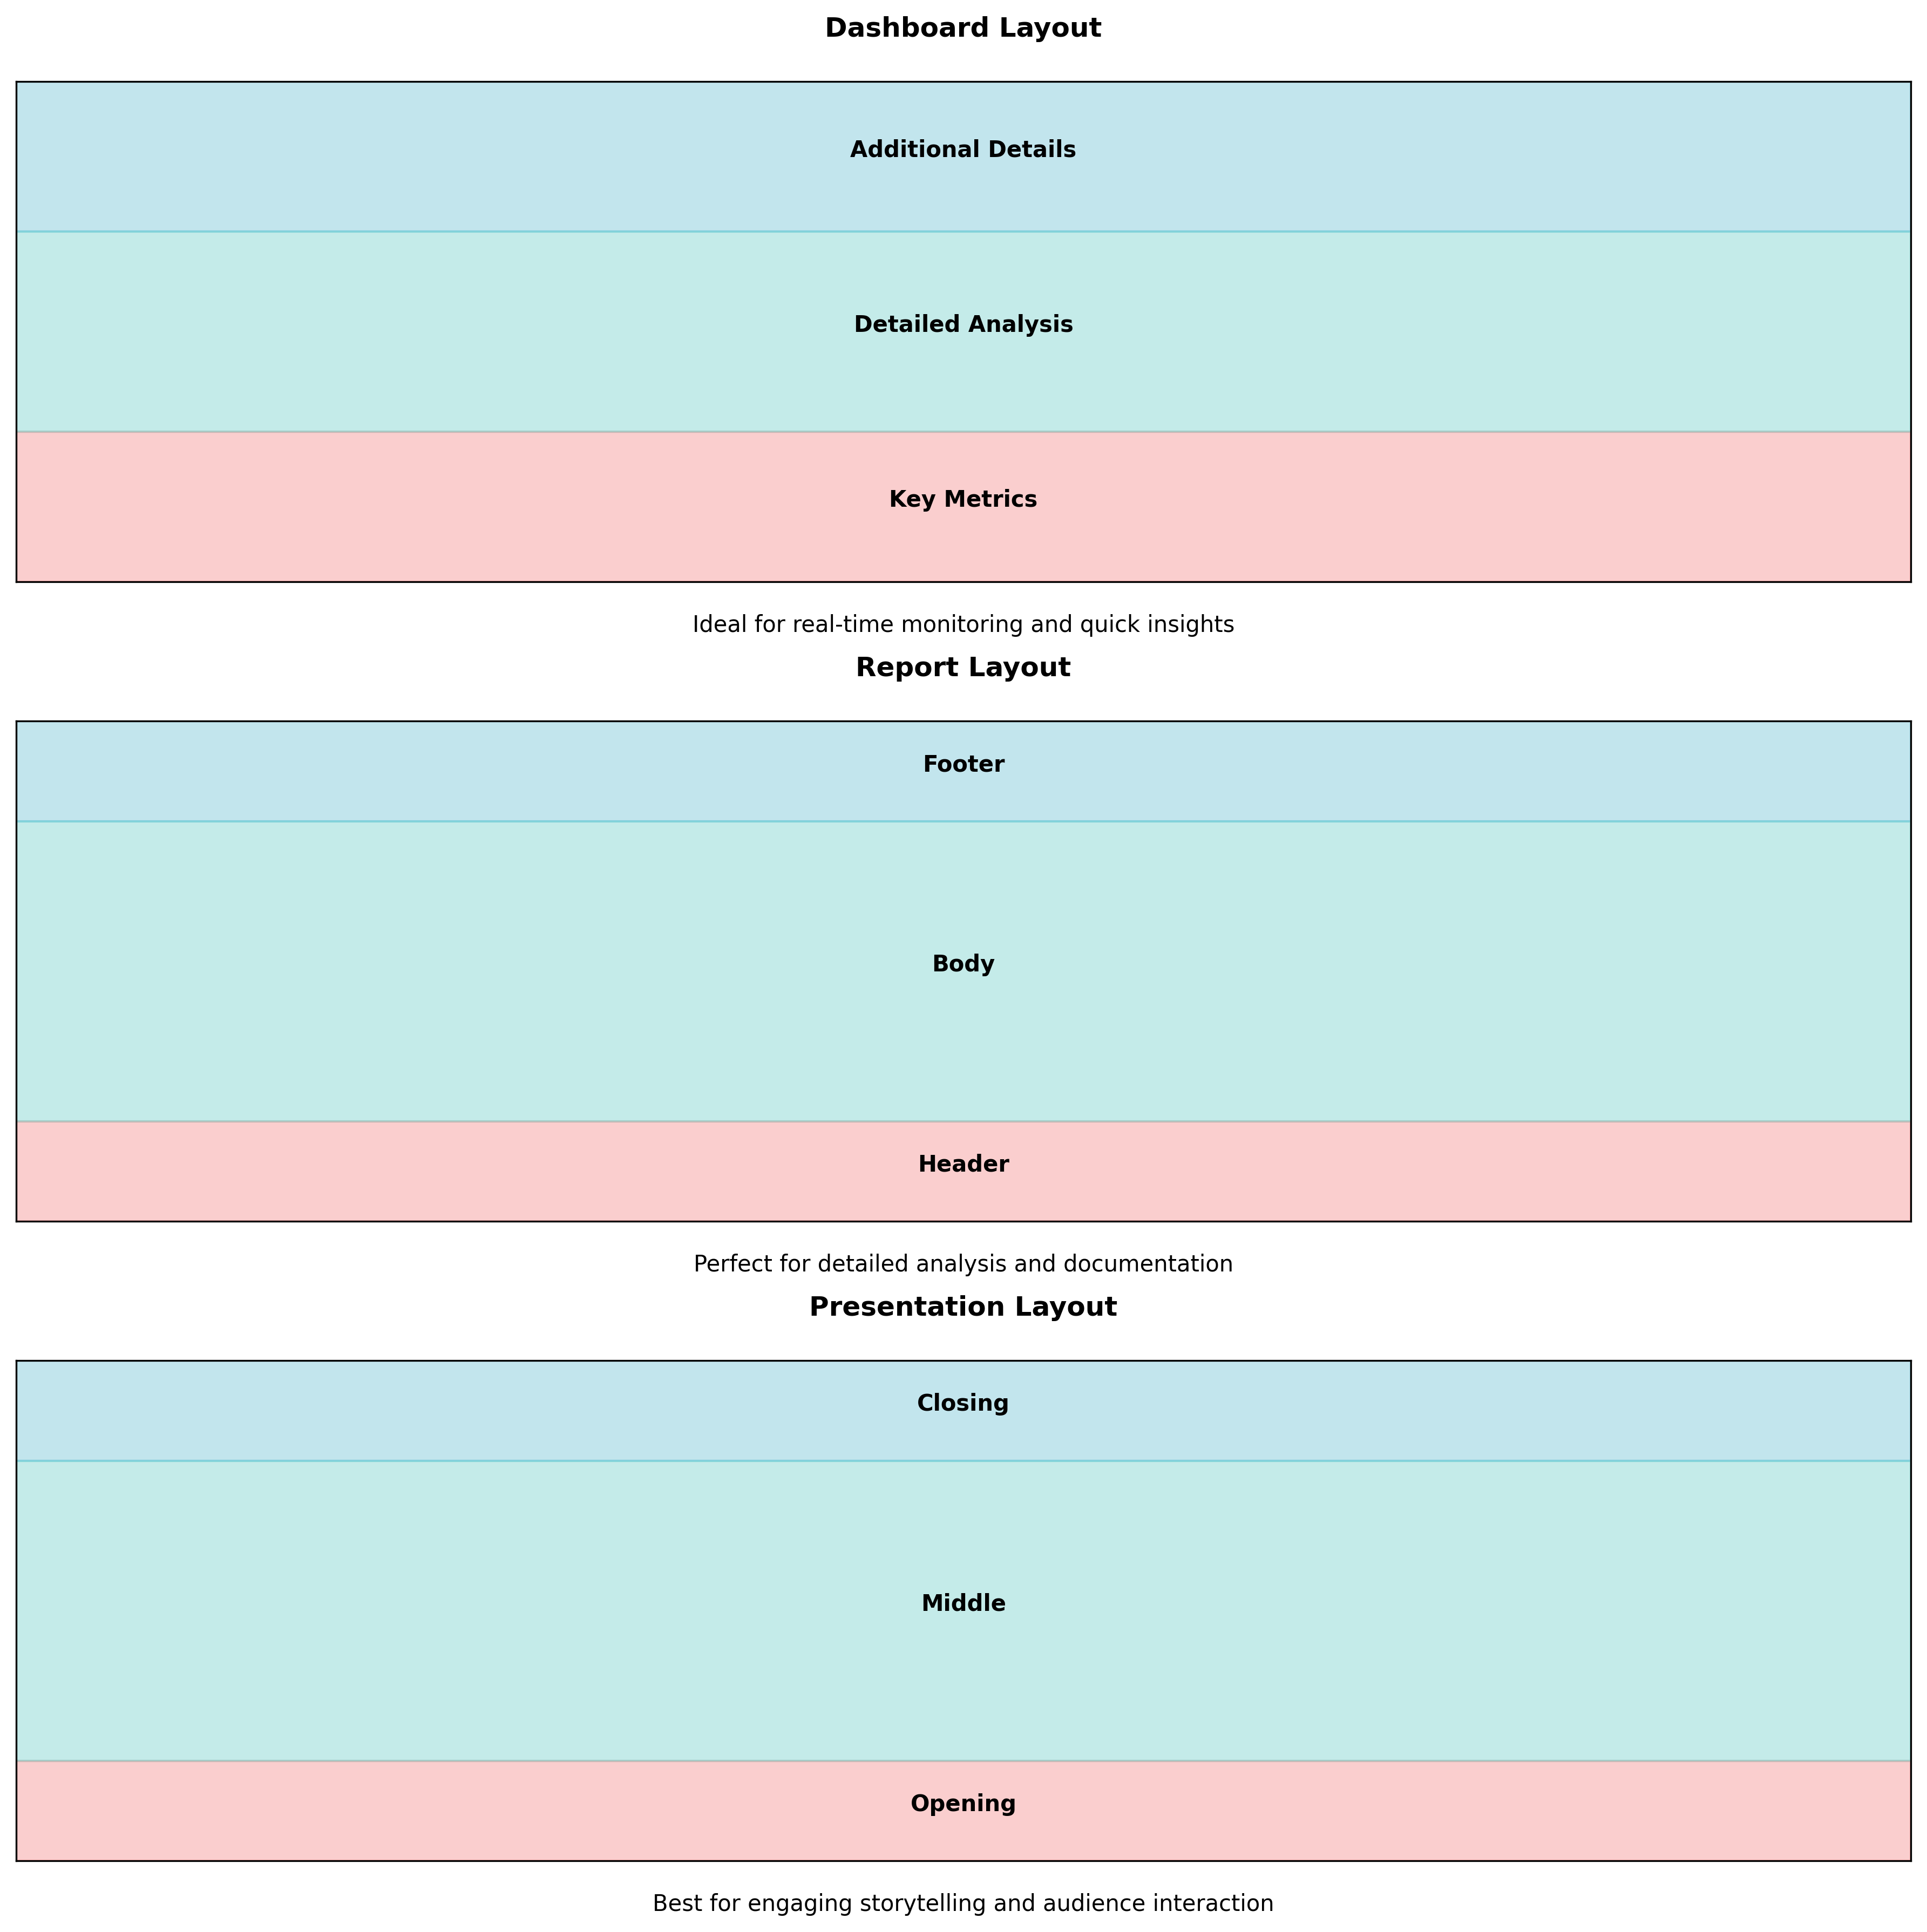 Dashboard Layout
Additional Details
Detailed Analysis
Key Metrics
Ideal for real-time monitoring and quick insights
Report Layout
Footer
Body
Header
Perfect for detailed analysis and documentation
Presentation Layout
Closing
Middle
Opening
Best for engaging storytelling and audience interaction